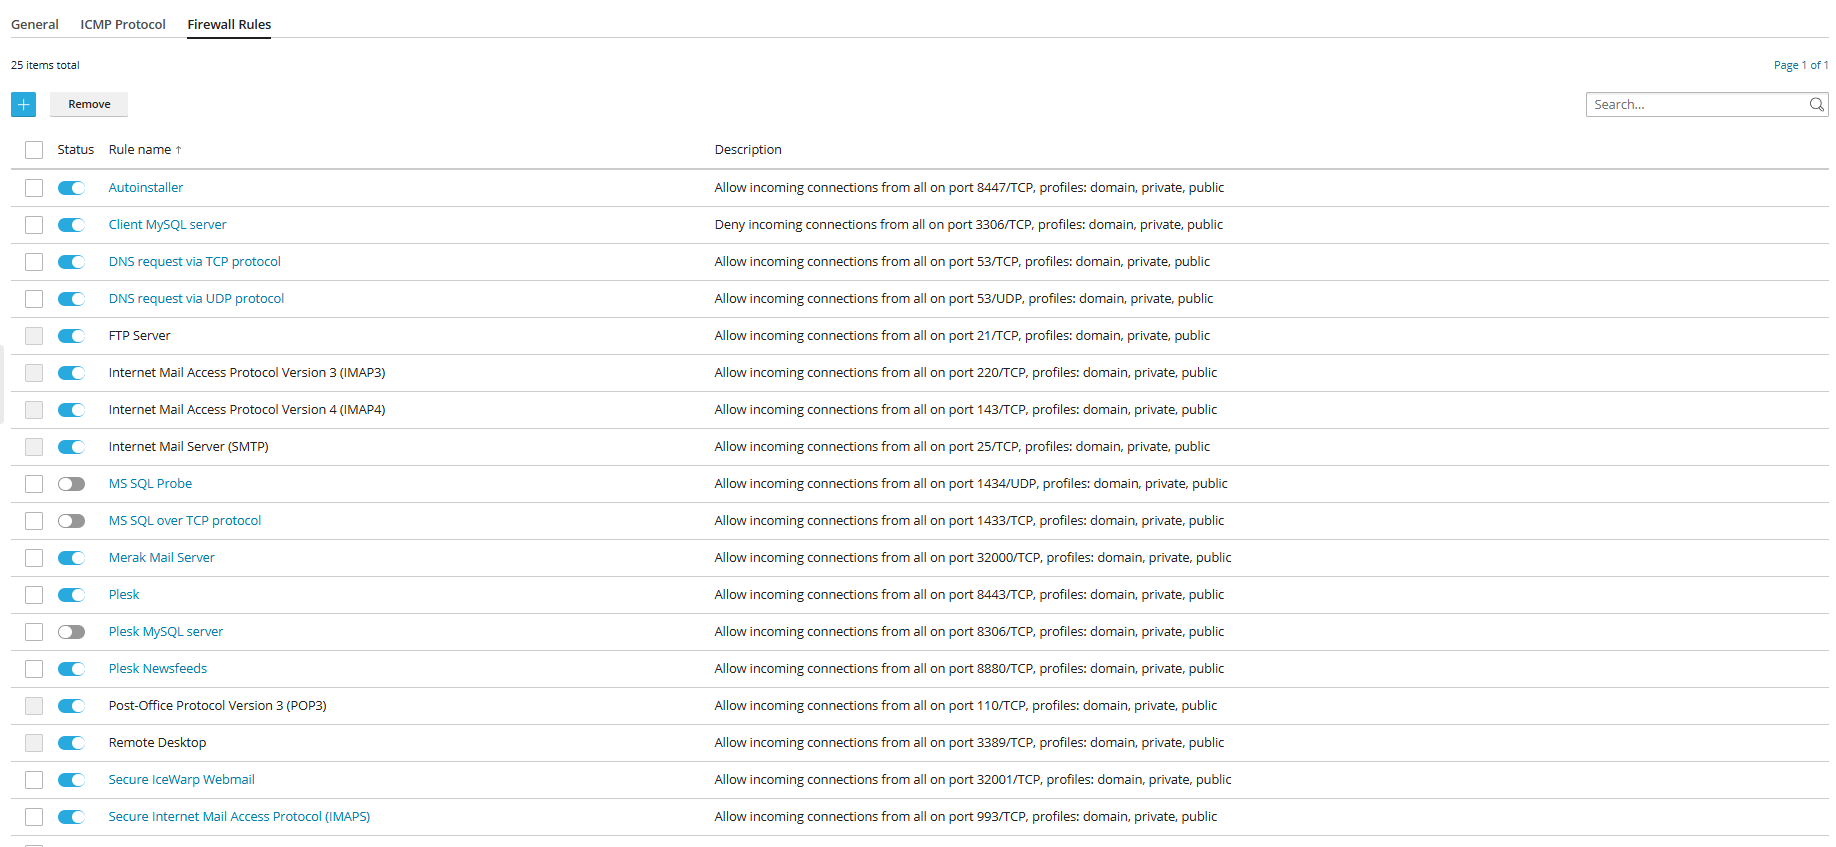 General ICMP Protocol Firewall Rules
25 items total Page 1 of 1
+ Remove Search...
Status Rule name ↑ Description
Autoinstaller Allow incoming connections from all on port 8447/TCP, profiles: domain, private, public
Client MySQL server Deny incoming connections from all on port 3306/TCP, profiles: domain, private, public
DNS request via TCP protocol Allow incoming connections from all on port 53/TCP, profiles: domain, private, public
DNS request via UDP protocol Allow incoming connections from all on port 53/UDP, profiles: domain, private, public
FTP Server Allow incoming connections from all on port 21/TCP, profiles: domain, private, public
Internet Mail Access Protocol Version 3 (IMAP3) Allow incoming connections from all on port 220/TCP, profiles: domain, private, public
Internet Mail Access Protocol Version 4 (IMAP4) Allow incoming connections from all on port 143/TCP, profiles: domain, private, public
Internet Mail Server (SMTP) Allow incoming connections from all on port 25/TCP, profiles: domain, private, public
MS SQL Probe Allow incoming connections from all on port 1434/UDP, profiles: domain, private, public
MS SQL over TCP protocol Allow incoming connections from all on port 1433/TCP, profiles: domain, private, public
Merak Mail Server Allow incoming connections from all on port 32000/TCP, profiles: domain, private, public
Plesk Allow incoming connections from all on port 8443/TCP, profiles: domain, private, public
Plesk MySQL server Allow incoming connections from all on port 8306/TCP, profiles: domain, private, public
Plesk Newsfeeds Allow incoming connections from all on port 8880/TCP, profiles: domain, private, public
Post-Office Protocol Version 3 (POP3) Allow incoming connections from all on port 110/TCP, profiles: domain, private, public
Remote Desktop Allow incoming connections from all on port 3389/TCP, profiles: domain, private, public
Secure IceWarp Webmail Allow incoming connections from all on port 32001/TCP, profiles: domain, private, public
Secure Internet Mail Access Protocol (IMAPS) Allow incoming connections from all on port 993/TCP, profiles: domain, private, public